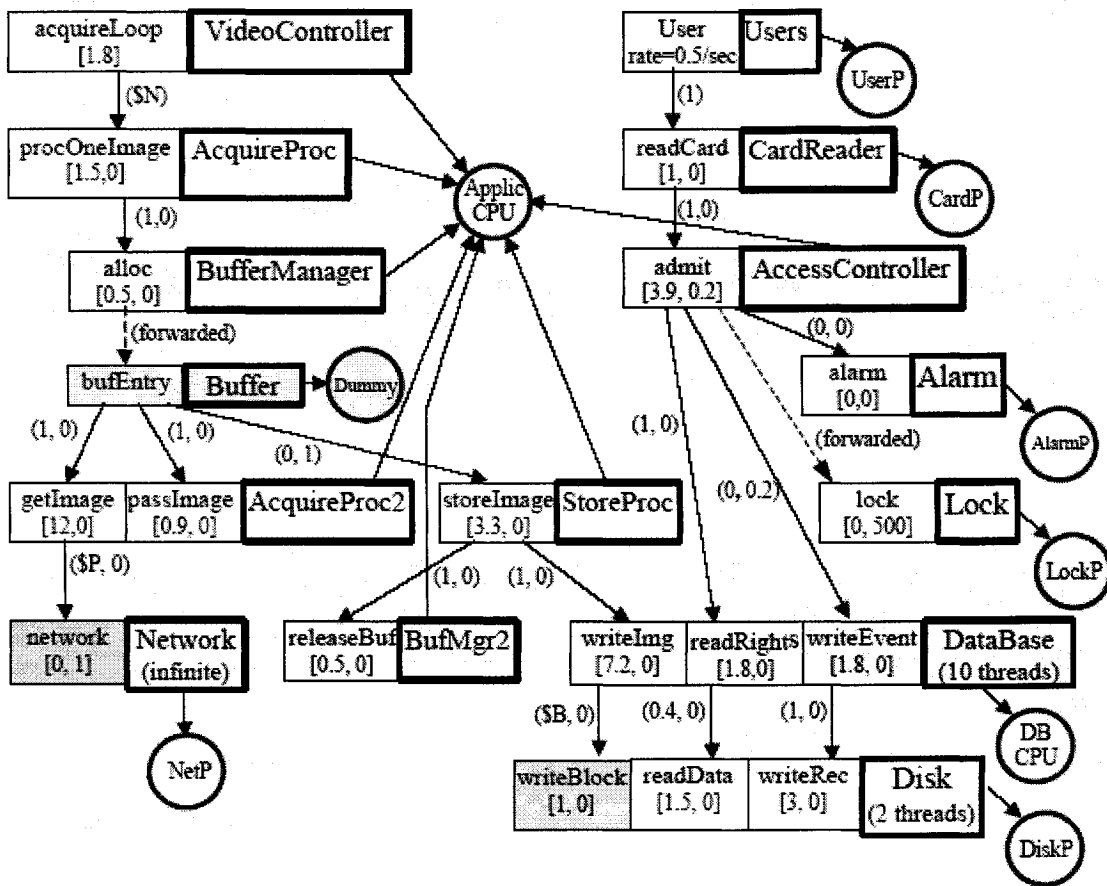 acquireLoop
[1.8]
VideoController
User
rate=0.5/sec
Users
UserP
($N)
(1)
procOneImage
[1.5,0]
AcquireProc
Applic
CPU
readCard
[1, 0]
CardReader
CardP
(1,0)
(1,0)
alloc
[0.5, 0]
BufferManager
admit
[3.9, 0.2]
AccessController
(forwarded)
(0, 0)
bufEntry
Buffer
Dummy
alarm
[0,0]
Alarm
AlarmP
(1, 0)
(1, 0)
(0, 1)
(1, 0)
(forwarded)
(0, 0.2)
getImage
[12,0]
passImage
[0.9, 0]
AcquireProc2
storeImage
[3.3, 0]
StoreProc
lock
[0, 500]
Lock
LockP
($P, 0)
(1, 0)
(1, 0)
network
[0, 1]
Network
(infinite)
releaseBuf
[0.5, 0]
BufMgr2
writeImg
[7.2, 0]
readRights
[1.8,0]
writeEvent
[1.8, 0]
DataBase
(10 threads)
NetP
($B, 0)
(0.4, 0)
(1, 0)
DB
CPU
writeBlock
[1, 0]
readData
[1.5, 0]
writeRec
[3, 0]
Disk
(2 threads)
DiskP